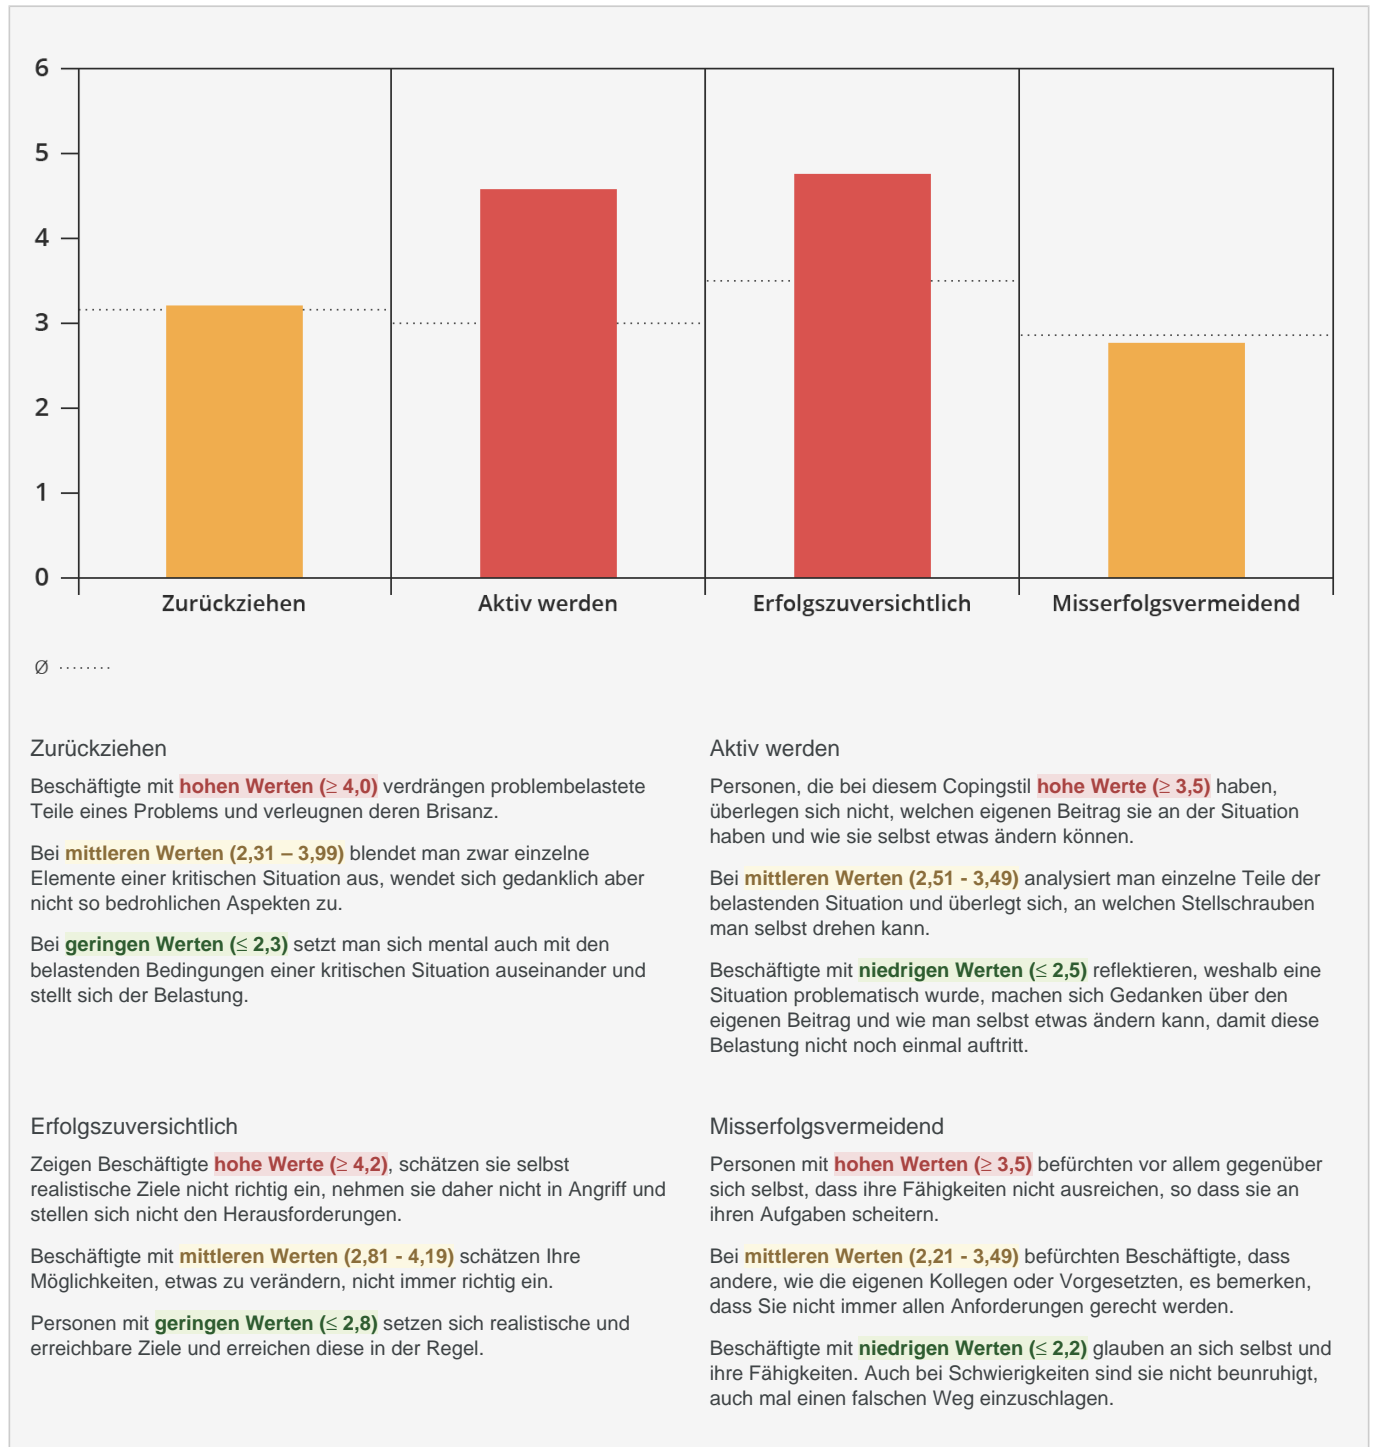 6
5
4
3
2
1
0
Zurückziehen
Aktiv werden
Erfolgszuversichtlich
Misserfolgsvermeidend
Ø ········
Zurückziehen
Beschäftigte mit hohen Werten (≥ 4,0) verdrängen problembelastete
Teile eines Problems und verleugnen deren Brisanz.
Bei mittleren Werten (2,31 – 3,99) blendet man zwar einzelne
Elemente einer kritischen Situation aus, wendet sich gedanklich aber
nicht so bedrohlichen Aspekten zu.
Bei geringen Werten (≤ 2,3) setzt man sich mental auch mit den
belastenden Bedingungen einer kritischen Situation auseinander und
stellt sich der Belastung.
Aktiv werden
Personen, die bei diesem Copingstil hohe Werte (≥ 3,5) haben,
überlegen sich nicht, welchen eigenen Beitrag sie an der Situation
haben und wie sie selbst etwas ändern können.
Bei mittleren Werten (2,51 - 3,49) analysiert man einzelne Teile der
belastenden Situation und überlegt sich, an welchen Stellschrauben
man selbst drehen kann.
Beschäftigte mit niedrigen Werten (≤ 2,5) reflektieren, weshalb eine
Situation problematisch wurde, machen sich Gedanken über den
eigenen Beitrag und wie man selbst etwas ändern kann, damit diese
Belastung nicht noch einmal auftritt.
Erfolgszuversichtlich
Zeigen Beschäftigte hohe Werte (≥ 4,2), schätzen sie selbst
realistische Ziele nicht richtig ein, nehmen sie daher nicht in Angriff und
stellen sich nicht den Herausforderungen.
Beschäftigte mit mittleren Werten (2,81 - 4,19) schätzen Ihre
Möglichkeiten, etwas zu verändern, nicht immer richtig ein.
Personen mit geringen Werten (≤ 2,8) setzen sich realistische und
erreichbare Ziele und erreichen diese in der Regel.
Misserfolgsvermeidend
Personen mit hohen Werten (≥ 3,5) befürchten vor allem gegenüber
sich selbst, dass ihre Fähigkeiten nicht ausreichen, so dass sie an
ihren Aufgaben scheitern.
Bei mittleren Werten (2,21 - 3,49) befürchten Beschäftigte, dass
andere, wie die eigenen Kollegen oder Vorgesetzten, es bemerken,
dass Sie nicht immer allen Anforderungen gerecht werden.
Beschäftigte mit niedrigen Werten (≤ 2,2) glauben an sich selbst und
ihre Fähigkeiten. Auch bei Schwierigkeiten sind sie nicht beunruhigt,
auch mal einen falschen Weg einzuschlagen.